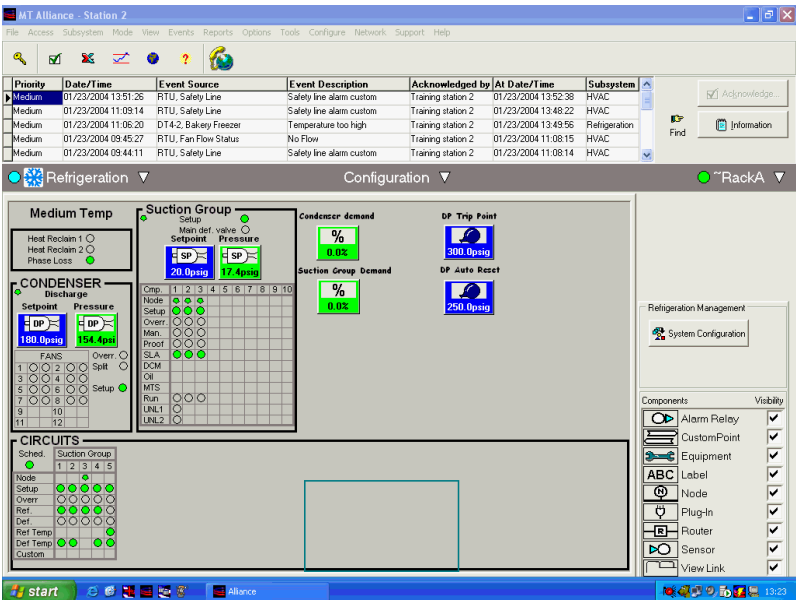 MT Alliance - Station 2
File Access Subsystem Mode View Events Reports Options Tools Configure Network Support Help
Priority Date/Time Event Source Event Description Acknowledged by At Date/Time Subsystem
Medium 01/23/2004 13:51:26 RTU, Safety Line Safety line alarm custom Training station 2 01/23/2004 13:52:38 HVAC
Medium 01/23/2004 11:09:14 RTU, Safety Line Safety line alarm custom Training station 2 01/23/2004 13:48:22 HVAC
Medium 01/23/2004 11:06:20 DT4-2, Bakery Freezer Temperature too high Training station 2 01/23/2004 13:49:56 Refrigeration
Medium 01/23/2004 09:45:27 RTU, Fan Flow Status No Flow Training station 2 01/23/2004 11:08:15 HVAC
Medium 01/23/2004 09:44:11 RTU, Safety Line Safety line alarm custom Training station 2 01/23/2004 11:08:14 HVAC
Acknowledge...
Find
Information
Refrigeration Configuration ~RackA
Medium Temp
Heat Reclaim 1
Heat Reclaim 2
Phase Loss
CONDENSER
Discharge
Setpoint Pressure
DP DP
180.0psig 154.4psi
FANS Overr.
1 2 Split
3 4
5 6 Setup
7 8
9 10
11 12
Suction Group
Setup
Main def. valve
Setpoint Pressure
SP SP
20.0psig 17.4psig
Cmp. 1 2 3 4 5 6 7 8 9 10
Node
Setup
Overr.
Man.
Proof
SLA
DCM
Oil
MTS
Run
UNL1
UNL2
Condenser demand
%
0.0%
Suction Group Demand
%
0.0%
DP Trip Point
300.0psig
DP Auto Reset
250.0psig
CIRCUITS
Sched. Suction Group
1 2 3 4 5
Node
Setup
Overr
Ref.
Def.
Ref Temp
Def Temp
Custom
Refrigeration Management
System Configuration
Components Visibility
Alarm Relay
CustomPoint
Equipment
ABC Label
N Node
Plug-In
R Router
Sensor
View Link
start Alliance 13:23